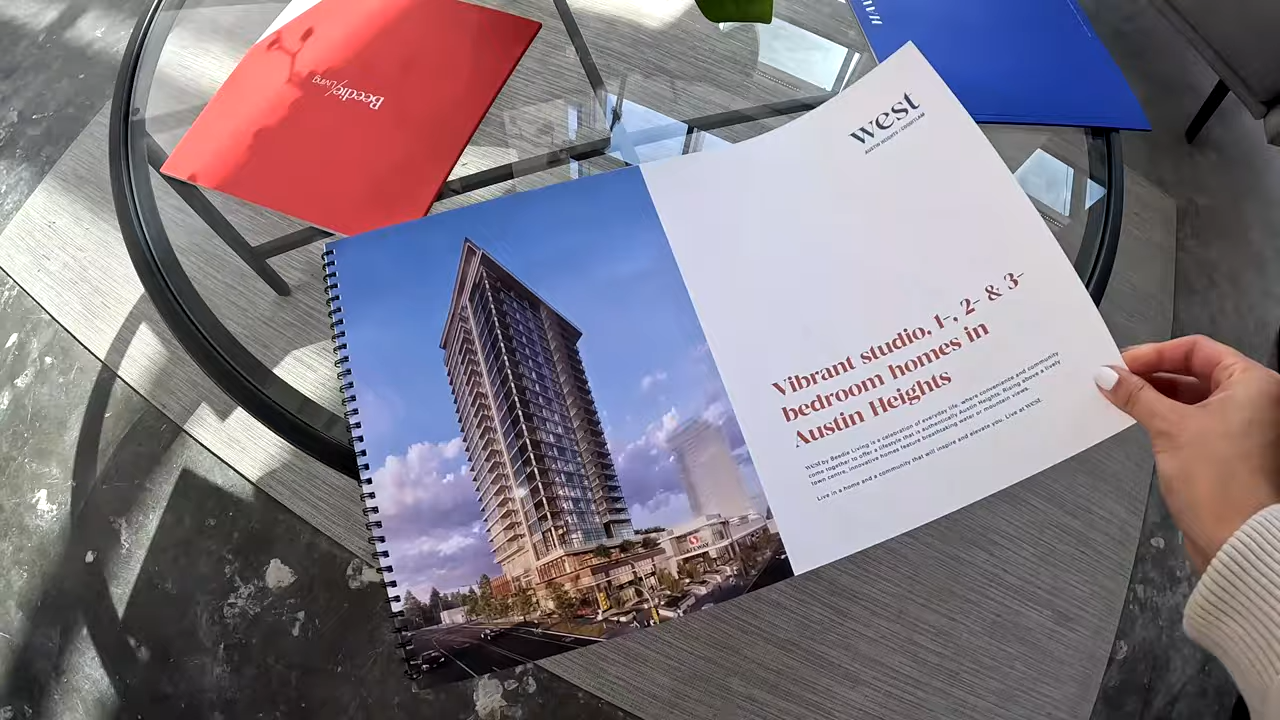 Beedie/
Living
west
AUSTIN HEIGHTS / COQUITLAM
Vibrant studio, 1-, 2- & 3-
bedroom homes in
Austin Heights
WEST by Beedie Living is a celebration of everyday life, where convenience and community
come together to offer a lifestyle that is authentically Austin Heights. Rising above a lively
town centre, innovative homes feature breathtaking water or mountain views.
Live in a home and a community that will inspire and elevate you. Live at WEST.
SAFEWAY